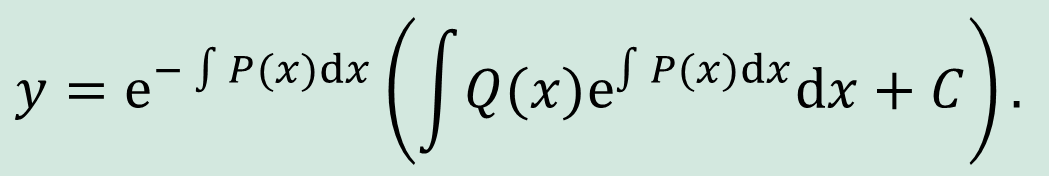 y = e^{-∫ P(x)dx} (∫ Q(x)e^{∫ P(x)dx} dx + C).